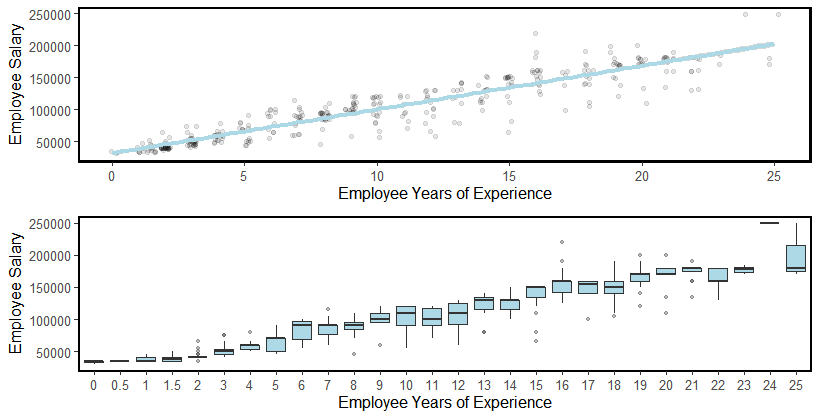 Employee Salary
250000
200000
150000
100000
50000
0 5 10 15 20 25
Employee Years of Experience
Employee Salary
250000
200000
150000
100000
50000
0 0.5 1 1.5 2 3 4 5 6 7 8 9 10 11 12 13 14 15 16 17 18 19 20 21 22 23 24 25
Employee Years of Experience